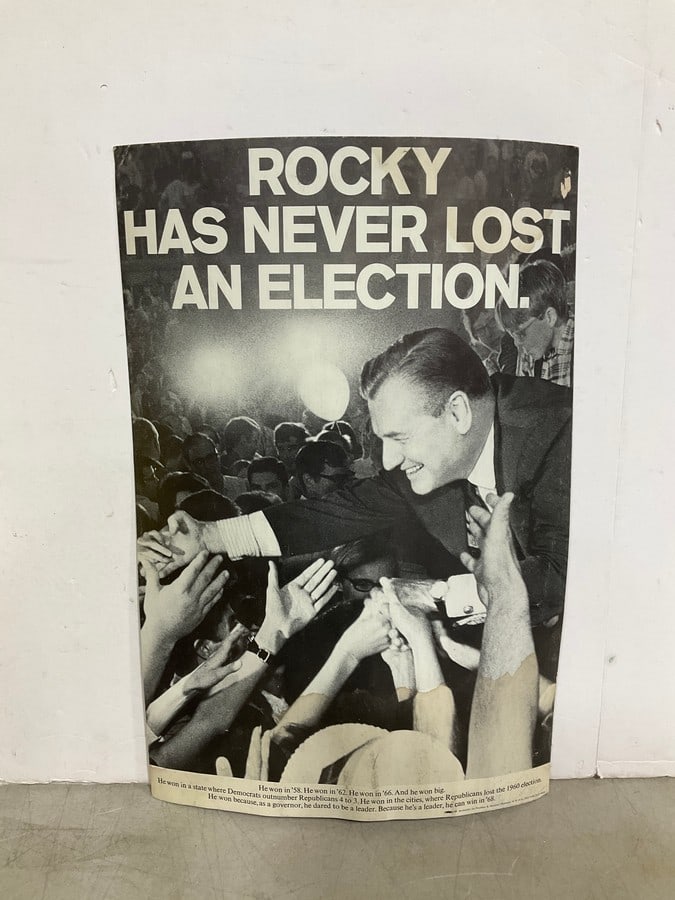 ROCKY
HAS NEVER LOST
AN ELECTION.
He won in '58. He won in '62. He won in '66. And he won big.
He won in a state where Democrats outnumber Republicans 4 to 3. He won in the cities, where Republicans lost the 1960 election.
He won because, as a governor, he dared to be a leader. Because he's a leader, he can win in '68.